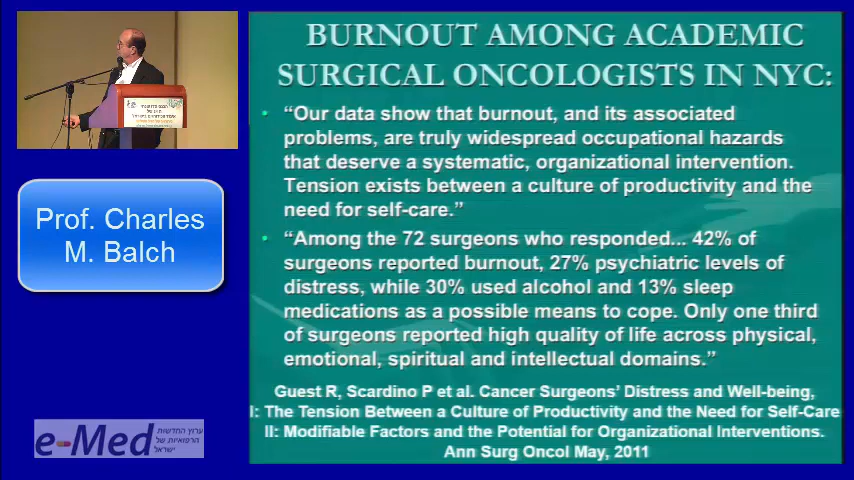 BURNOUT AMONG ACADEMIC
SURGICAL ONCOLOGISTS IN NYC:
• “Our data show that burnout, and its associated
problems, are truly widespread occupational hazards
that deserve a systematic, organizational intervention.
Tension exists between a culture of productivity and the
need for self-care.”
• “Among the 72 surgeons who responded... 42% of
surgeons reported burnout, 27% psychiatric levels of
distress, while 30% used alcohol and 13% sleep
medications as a possible means to cope. Only one third
of surgeons reported high quality of life across physical,
emotional, spiritual and intellectual domains.”
Guest R, Scardino P et al. Cancer Surgeons’ Distress and Well-being,
I: The Tension Between a Culture of Productivity and the Need for Self-Care
II: Modifiable Factors and the Potential for Organizational Interventions.
Ann Surg Oncol May, 2011
Prof. Charles
M. Balch
e-Med
ערוץ החדשות
הרפואיות של
ישראל